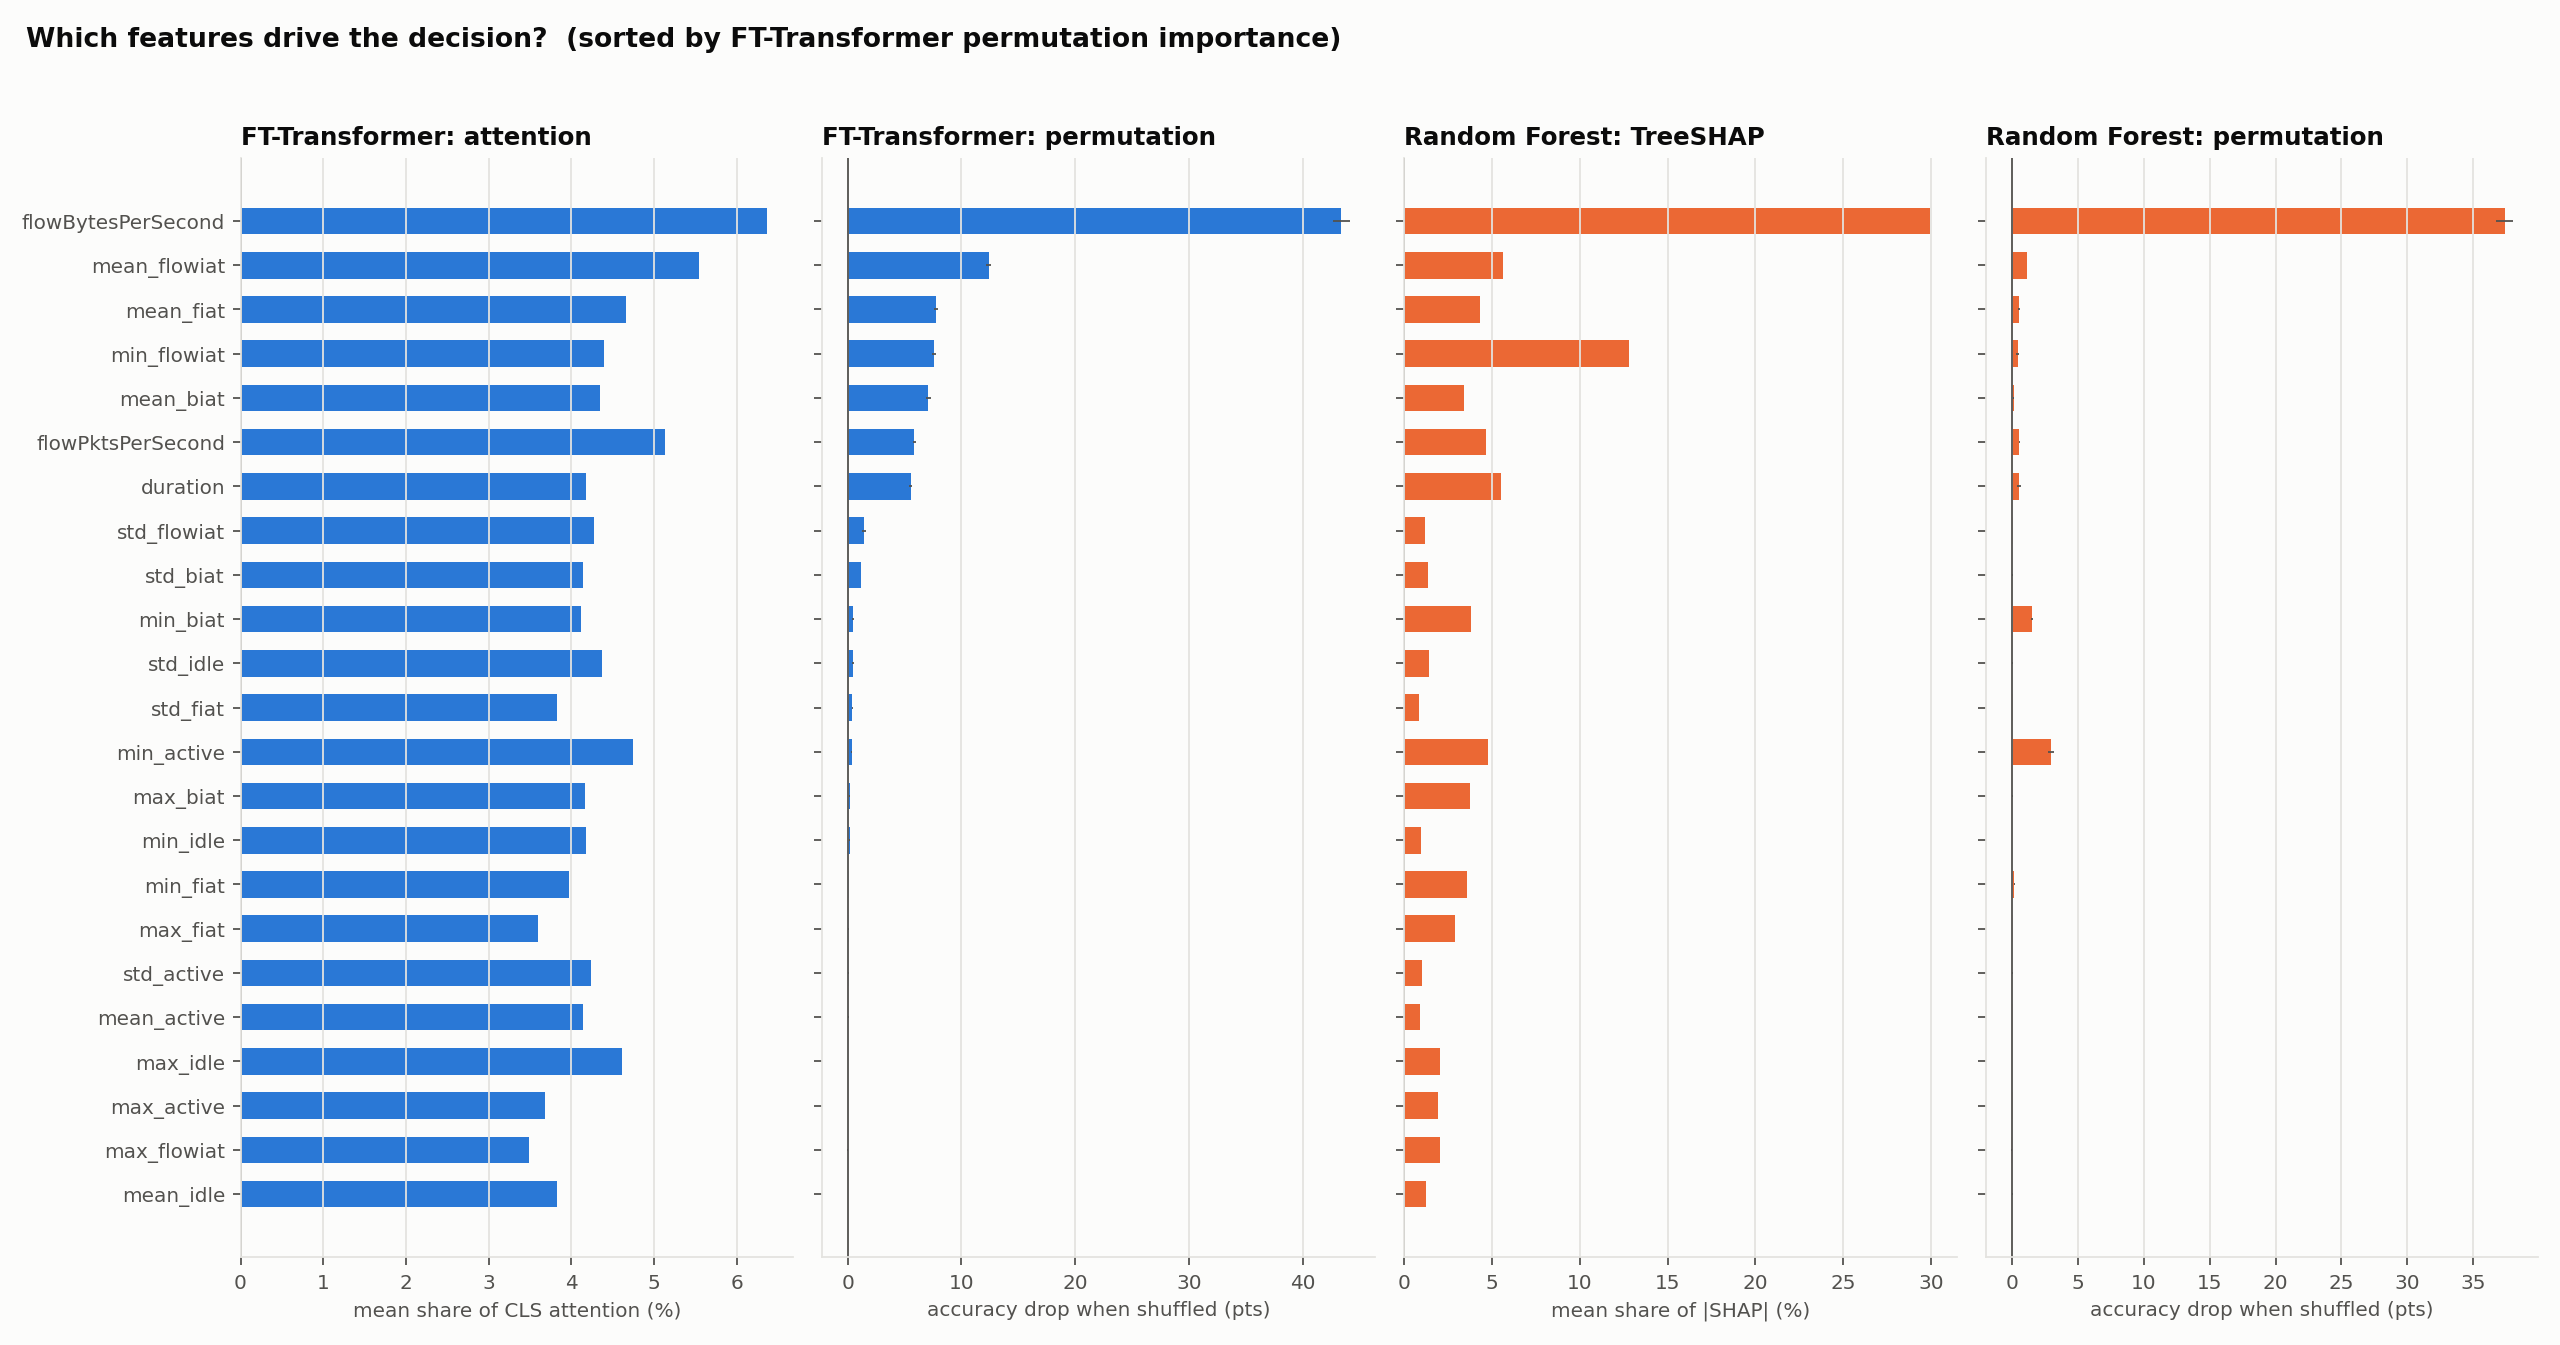 Which features drive the decision?  (sorted by FT-Transformer permutation importance)
FT-Transformer: attention
FT-Transformer: permutation
Random Forest: TreeSHAP
Random Forest: permutation
flowBytesPerSecond
mean_flowiat
mean_fiat
min_flowiat
mean_biat
flowPktsPerSecond
duration
std_flowiat
std_biat
min_biat
std_idle
std_fiat
min_active
max_biat
min_idle
min_fiat
max_fiat
std_active
mean_active
max_idle
max_active
max_flowiat
mean_idle
0 1 2 3 4 5 6
0 10 20 30 40
0 5 10 15 20 25 30
0 5 10 15 20 25 30 35
mean share of CLS attention (%)
accuracy drop when shuffled (pts)
mean share of |SHAP| (%)
accuracy drop when shuffled (pts)